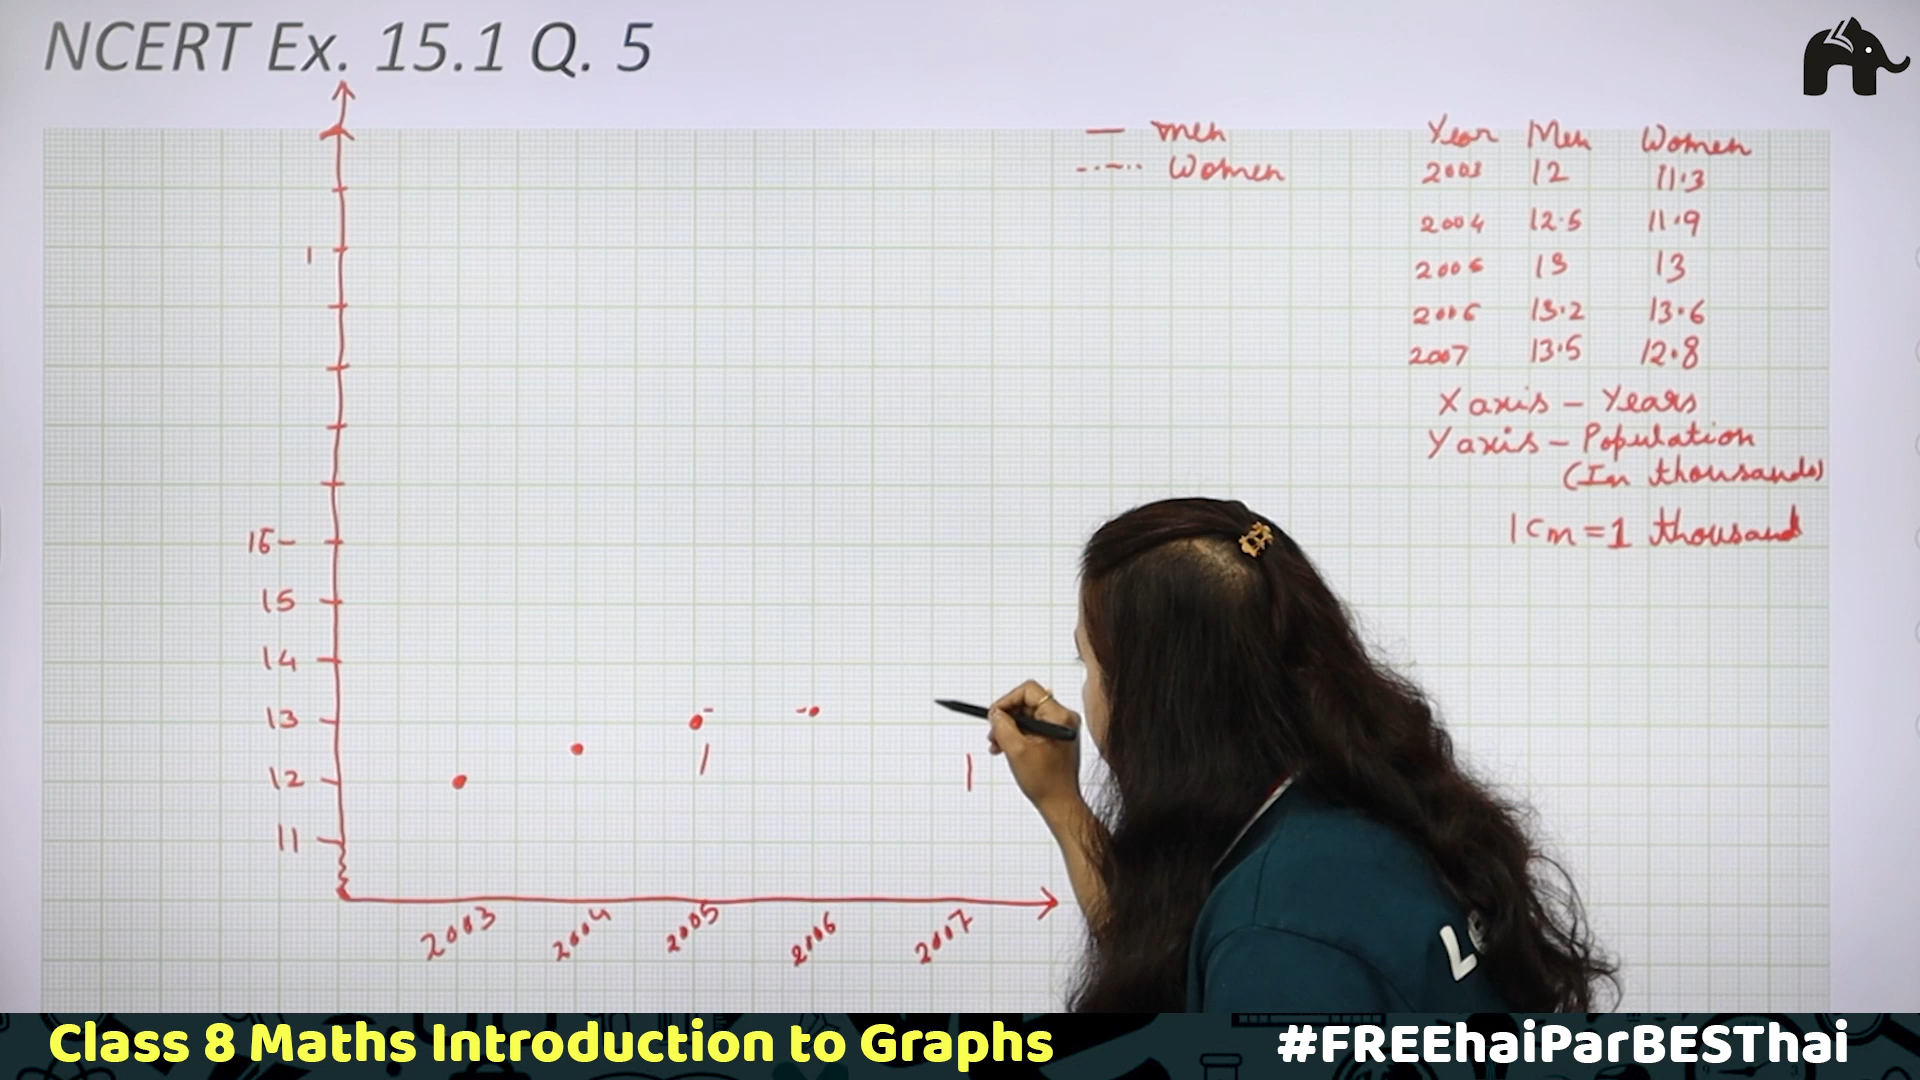 NCERT Ex. 15.1 Q. 5
— men
-·-·· Women
Year Men Women
2003 12 11.3
2004 12.5 11.9
2005 13 13
2006 13.2 13.6
2007 13.5 12.8
X axis - Years
Y axis - Population
(In thousands)
1 cm = 1 thousand
1
16
15
14
13
12
11
2003 2004 2005 2006 2007
Class 8 Maths Introduction to Graphs
#FREEhaiParBESThai